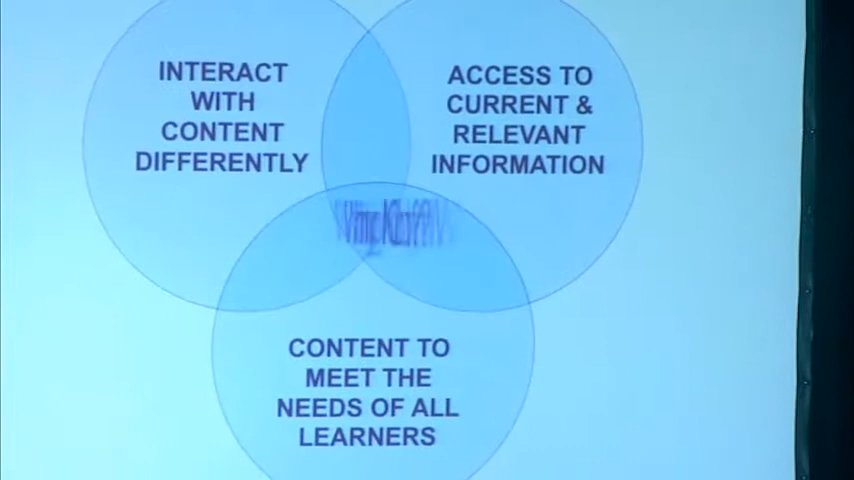 INTERACT
WITH
CONTENT
DIFFERENTLY
ACCESS TO
CURRENT &
RELEVANT
INFORMATION
CONTENT TO
MEET THE
NEEDS OF ALL
LEARNERS